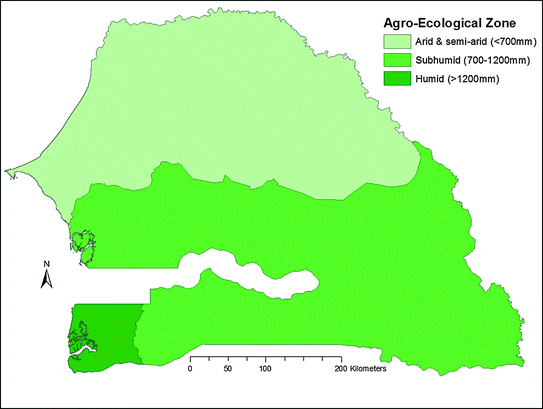 Agro-Ecological Zone
Arid & semi-arid (<700mm)
Subhumid (700-1200mm)
Humid (>1200mm)
N
0 50 100 200 Kilometers